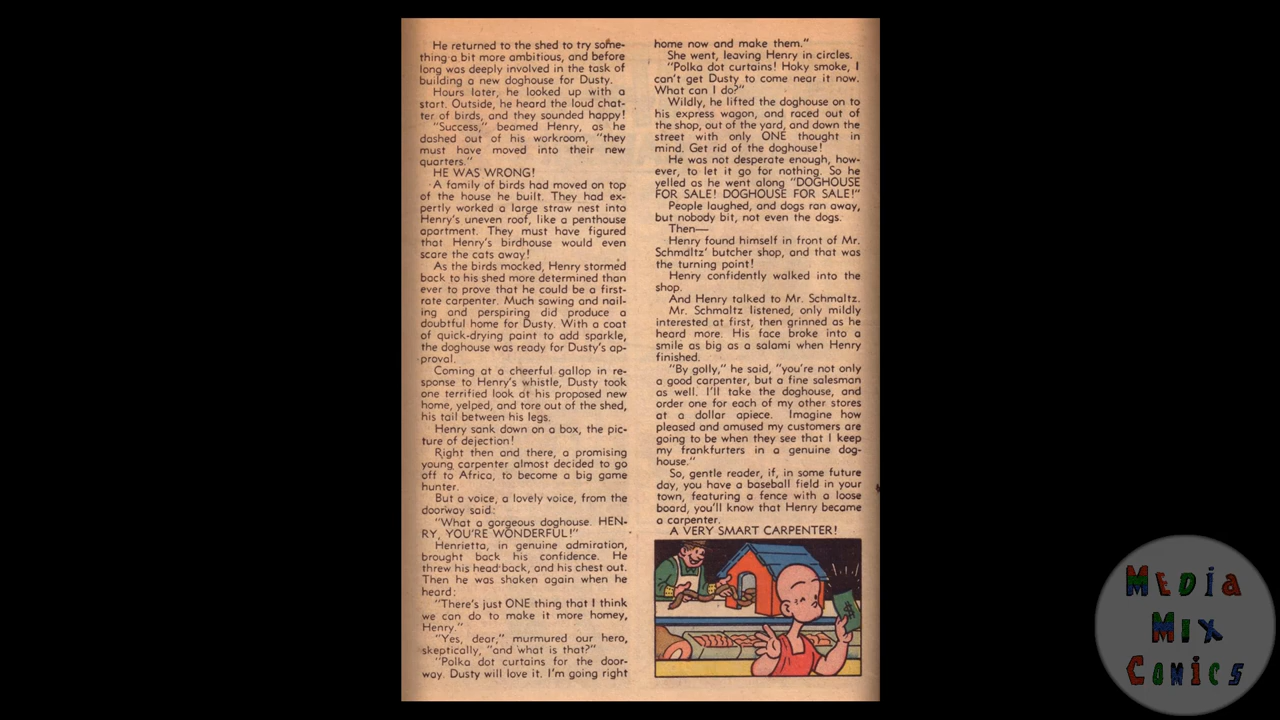 He returned to the shed to try some-
thing a bit more ambitious, and before
long was deeply involved in the task of
building a new doghouse for Dusty.
Hours later, he looked up with a
start. Outside, he heard the loud chat-
ter of birds, and they sounded happy!
"Success," beamed Henry, as he
dashed out of his workroom, "they
must have moved into their new
quarters."
HE WAS WRONG!
A family of birds had moved on top
of the house he built. They had ex-
pertly worked a large straw nest into
Henry's uneven roof, like a penthouse
apartment. They must have figured
that Henry's birdhouse would even
scare the cats away!
As the birds mocked, Henry stormed
back to his shed more determined than
ever to prove that he could be a first-
rate carpenter. Much sawing and nail-
ing and perspiring did produce a
doubtful home for Dusty. With a coat
of quick-drying paint to add sparkle,
the doghouse was ready for Dusty's ap-
proval.
Coming at a cheerful gallop in re-
sponse to Henry's whistle, Dusty took
one terrified look at his proposed new
home, yelped, and tore out of the shed,
his tail between his legs.
Henry sank down on a box, the pic-
ture of dejection!
Right then and there, a promising
young carpenter almost decided to go
off to Africa, to become a big game
hunter.
But a voice, a lovely voice, from the
doorway said:
"What a gorgeous doghouse. HEN-
RY, YOU'RE WONDERFUL!"
Henrietta, in genuine admiration,
brought back his confidence. He
threw his head back, and his chest out.
Then he was shaken again when he
heard:
"There's just ONE thing that I think
we can do to make it more homey,
Henry."
"Yes, dear," murmured our hero,
skeptically, "and what is that?"
"Polka dot curtains for the door-
way. Dusty will love it. I'm going right
home now and make them."
She went, leaving Henry in circles.
"Polka dot curtains! Hoky smoke, I
can't get Dusty to come near it now.
What can I do?"
Wildly, he lifted the doghouse on to
his express wagon, and raced out of
the shop, out of the yard, and down the
street with only ONE thought in
mind. Get rid of the doghouse!
He was not desperate enough, how-
ever, to let it go for nothing. So he
yelled as he went along "DOGHOUSE
FOR SALE! DOGHOUSE FOR SALE!"
People laughed, and dogs ran away,
but nobody bit, not even the dogs.
Then—
Henry found himself in front of Mr.
Schmaltz' butcher shop, and that was
the turning point!
Henry confidently walked into the
shop.
And Henry talked to Mr. Schmaltz.
Mr. Schmaltz listened, only mildly
interested at first, then grinned as he
heard more. His face broke into a
smile as big as a salami when Henry
finished.
"By golly," he said, "you're not only
a good carpenter, but a fine salesman
as well. I'll take the doghouse, and
order one for each of my other stores
at a dollar apiece. Imagine how
pleased and amused my customers are
going to be when they see that I keep
my frankfurters in a genuine dog-
house."
So, gentle reader, if, in some future
day, you have a baseball field in your
town, featuring a fence with a loose
board, you'll know that Henry became
a carpenter.
A VERY SMART CARPENTER!
$
MEDiA
MiX
COMiCS